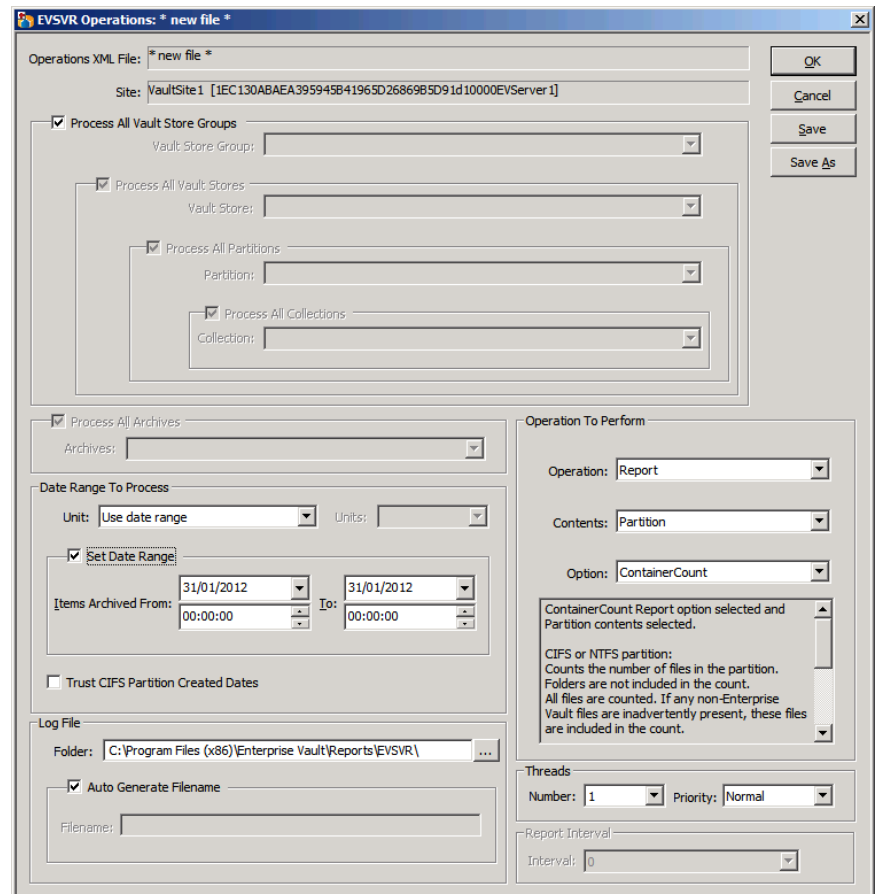 EVSVR Operations: * new file *
Operations XML File: * new file *
OK
Site: VaultSite1 [1EC130ABAEA395945B41965D26869B5D91d10000EVServer1]
Cancel
Process All Vault Store Groups
Save
Vault Store Group:
Save As
Process All Vault Stores
Vault Store:
Process All Partitions
Partition:
Process All Collections
Collection:
Process All Archives
Archives:
Operation To Perform
Operation: Report
Contents: Partition
Option: ContainerCount
ContainerCount Report option selected and
Partition contents selected.
CIFS or NTFS partition:
Counts the number of files in the partition.
Folders are not included in the count.
All files are counted. If any non-Enterprise
Vault files are inadvertently present, these files
are included in the count.
Date Range To Process
Unit: Use date range Units:
Set Date Range
Items Archived From: 31/01/2012 To: 31/01/2012
00:00:00 00:00:00
Trust CIFS Partition Created Dates
Log File
Folder: C:\Program Files (x86)\Enterprise Vault\Reports\EVSVR\ ...
Auto Generate Filename
Filename:
Threads
Number: 1 Priority: Normal
Report Interval
Interval: 0